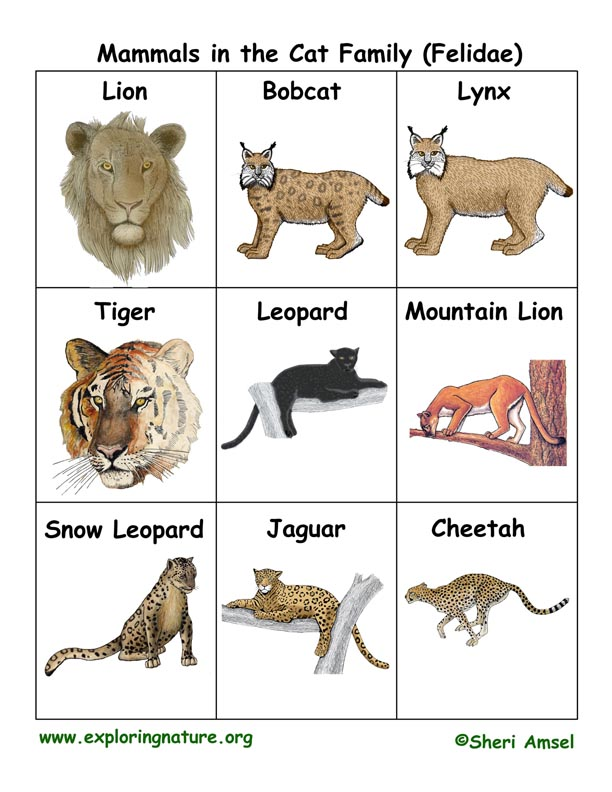 Mammals in the Cat Family (Felidae)
Lion Bobcat Lynx
Tiger Leopard Mountain Lion
Snow Leopard Jaguar Cheetah
www.exploringnature.org ©Sheri Amsel